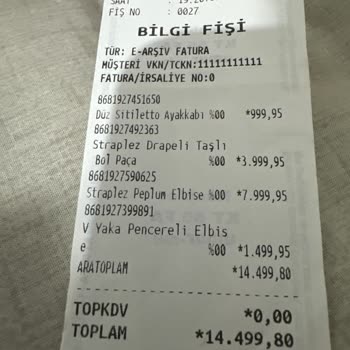 SAAT : 19:20
FİŞ NO : 0027
BİLGİ FİŞİ
TÜR: E-ARŞİV FATURA
MÜŞTERİ VKN/TCKN:11111111111
FATURA/İRSALİYE NO:0
8681927451650
Düz Sitiletto Ayakkabı %00 *999,95
8681927492363
Straplez Drapeli Taşlı
Bol Paça %00 *3.999,95
8681927590625
Straplez Peplum Elbise %00 *7.999,95
8681927399891
V Yaka Pencereli Elbis
e %00 *1.499,95
ARATOPLAM *14.499,80
TOPKDV *0,00
TOPLAM *14.499,80